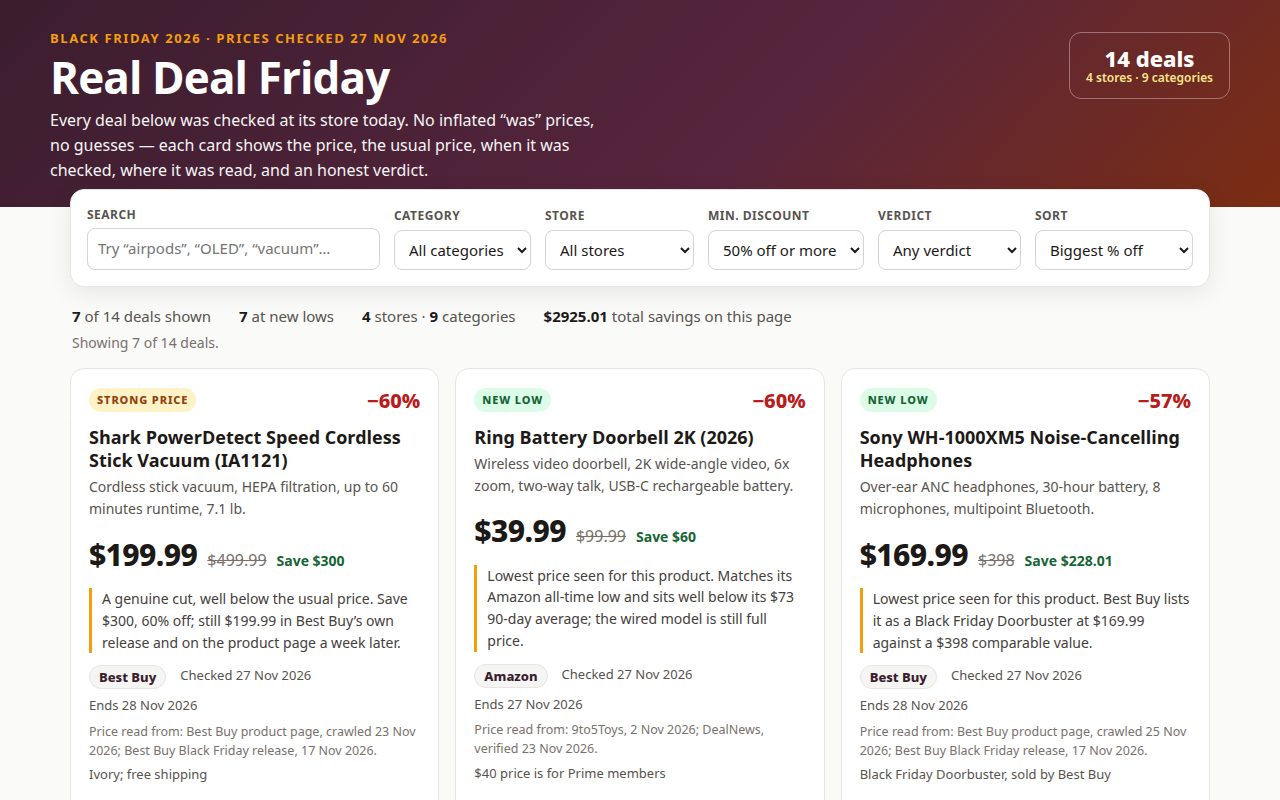 BLACK FRIDAY 2026 · PRICES CHECKED 27 NOV 2026
Real Deal Friday
Every deal below was checked at its store today. No inflated “was” prices,
no guesses — each card shows the price, the usual price, when it was
checked, where it was read, and an honest verdict.
14 deals
4 stores · 9 categories
SEARCH
Try “airpods”, “OLED”, “vacuum”...
CATEGORY
All categories
STORE
All stores
MIN. DISCOUNT
50% off or more
VERDICT
Any verdict
SORT
Biggest % off
7 of 14 deals shown 7 at new lows 4 stores · 9 categories $2925.01 total savings on this page
Showing 7 of 14 deals.
STRONG PRICE
−60%
Shark PowerDetect Speed Cordless
Stick Vacuum (IA1121)
Cordless stick vacuum, HEPA filtration, up to 60
minutes runtime, 7.1 lb.
$199.99 $499.99 Save $300
A genuine cut, well below the usual price. Save
$300, 60% off; still $199.99 in Best Buy’s own
release and on the product page a week later.
Best Buy Checked 27 Nov 2026
Ends 28 Nov 2026
Price read from: Best Buy product page, crawled 23 Nov
2026; Best Buy Black Friday release, 17 Nov 2026.
Ivory; free shipping
NEW LOW
−60%
Ring Battery Doorbell 2K (2026)
Wireless video doorbell, 2K wide-angle video, 6x
zoom, two-way talk, USB-C rechargeable battery.
$39.99 $99.99 Save $60
Lowest price seen for this product. Matches its
Amazon all-time low and sits well below its $73
90-day average; the wired model is still full
price.
Amazon Checked 27 Nov 2026
Ends 27 Nov 2026
Price read from: 9to5Toys, 2 Nov 2026; DealNews,
verified 23 Nov 2026.
$40 price is for Prime members
NEW LOW
−57%
Sony WH-1000XM5 Noise-Cancelling
Headphones
Over-ear ANC headphones, 30-hour battery, 8
microphones, multipoint Bluetooth.
$169.99 $398 Save $228.01
Lowest price seen for this product. Best Buy lists
it as a Black Friday Doorbuster at $169.99
against a $398 comparable value.
Best Buy Checked 27 Nov 2026
Ends 28 Nov 2026
Price read from: Best Buy product page, crawled 25 Nov
2026; Best Buy Black Friday release, 17 Nov 2026.
Black Friday Doorbuster, sold by Best Buy